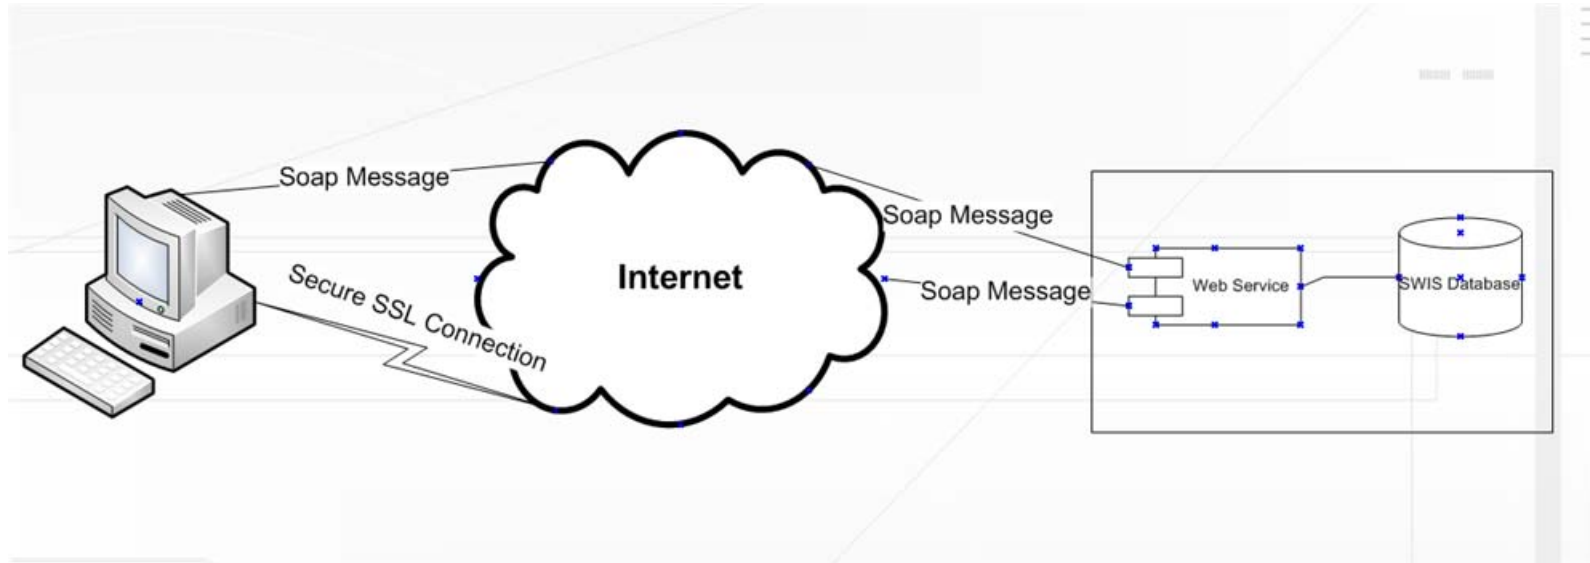 Soap Message
Soap Message
Internet
Secure SSL Connection
Soap Message
Web Service
SWIS Database